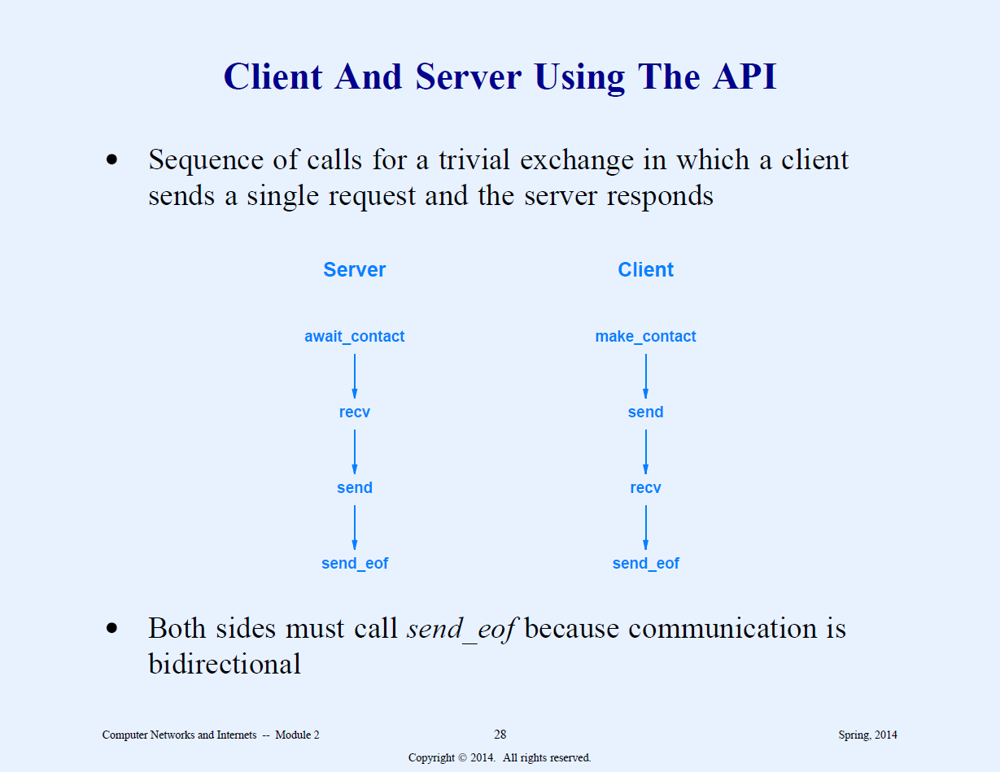 Client And Server Using The API
• Sequence of calls for a trivial exchange in which a client
sends a single request and the server responds
Server Client
await_contact make_contact
recv send
send recv
send_eof send_eof
• Both sides must call send_eof because communication is
bidirectional
Computer Networks and Internets -- Module 2 28 Spring, 2014
Copyright © 2014. All rights reserved.